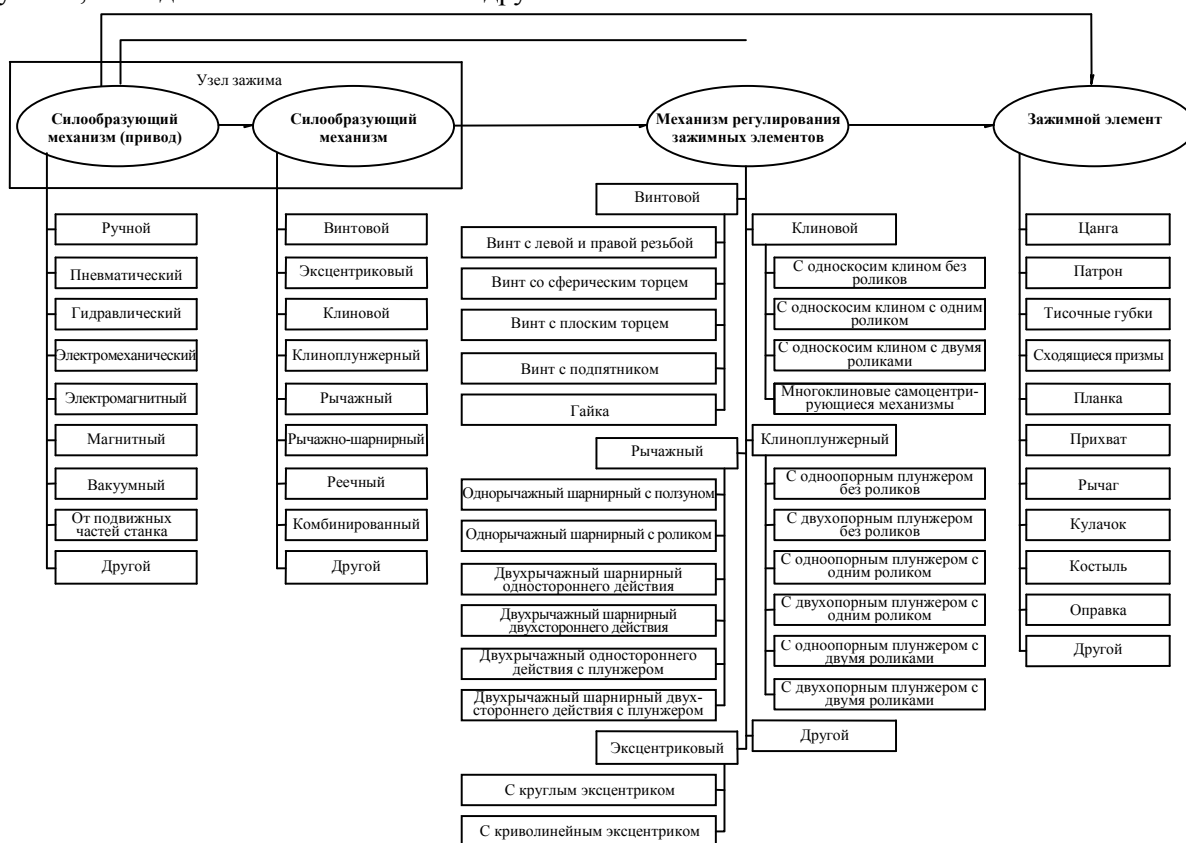 Узел зажима
Силообразующий
механизм (привод)
Силообразующий
механизм
Механизм регулирования
зажимных элементов
Зажимной элемент
Ручной
Пневматический
Гидравлический
Электромеханический
Электромагнитный
Магнитный
Вакуумный
От подвижных
частей станка
Другой
Винтовой
Эксцентриковый
Клиновой
Клиноплунжерный
Рычажный
Рычажно-шарнирный
Реечный
Комбинированный
Другой
Винтовой
Винт с левой и правой резьбой
Винт со сферическим торцем
Винт с плоским торцем
Винт с подпятником
Гайка
Рычажный
Однорычажный шарнирный с ползуном
Однорычажный шарнирный с роликом
Двухрычажный шарнирный
одностороннего действия
Двухрычажный шарнирный
двухстороннего действия
Двухрычажный одностороннего
действия с плунжером
Двухрычажный шарнирный двух-
стороннего действия с плунжером
Эксцентриковый
С круглым эксцентриком
С криволинейным эксцентриком
Клиновой
С односкосим клином без
роликов
С односкосим клином с одним
роликом
С односкосим клином с двумя
роликами
Многоклиновые самоцентри-
рующиеся механизмы
Клиноплунжерный
С одноопорным плунжером
без роликов
С двухопорным плунжером
без роликов
С одноопорным плунжером с
одним роликом
С двухопорным плунжером с
одним роликом
С одноопорным плунжером с
двумя роликами
С двухопорным плунжером с
двумя роликами
Другой
Цанга
Патрон
Тисочные губки
Сходящиеся призмы
Планка
Прихват
Рычаг
Кулачок
Костыль
Оправка
Другой